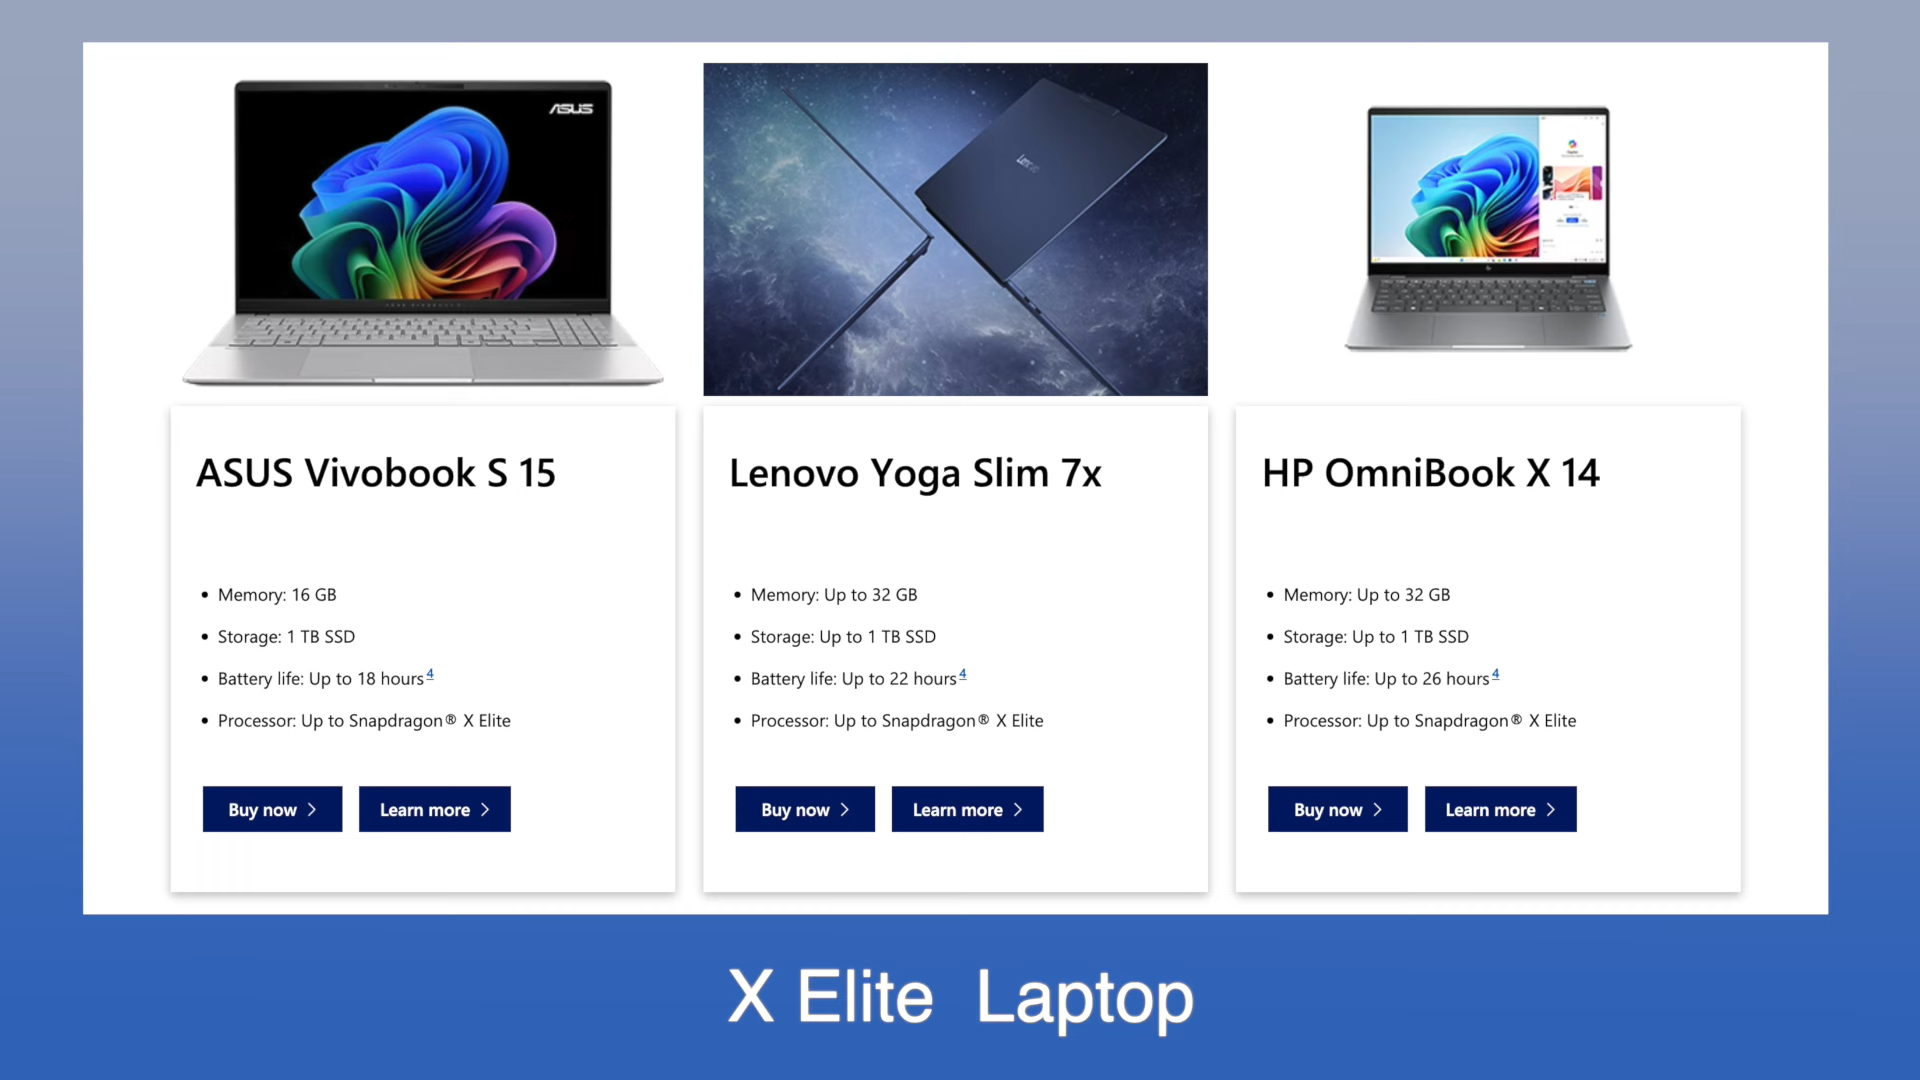 ASUS
Lenovo
ASUS Vivobook S 15
Memory: 16 GB
Storage: 1 TB SSD
Battery life: Up to 18 hours4
Processor: Up to Snapdragon® X Elite
Buy now
Learn more
Lenovo Yoga Slim 7x
Memory: Up to 32 GB
Storage: Up to 1 TB SSD
Battery life: Up to 22 hours4
Processor: Up to Snapdragon® X Elite
Buy now
Learn more
HP OmniBook X 14
Memory: Up to 32 GB
Storage: Up to 1 TB SSD
Battery life: Up to 26 hours4
Processor: Up to Snapdragon® X Elite
Buy now
Learn more
X Elite Laptop